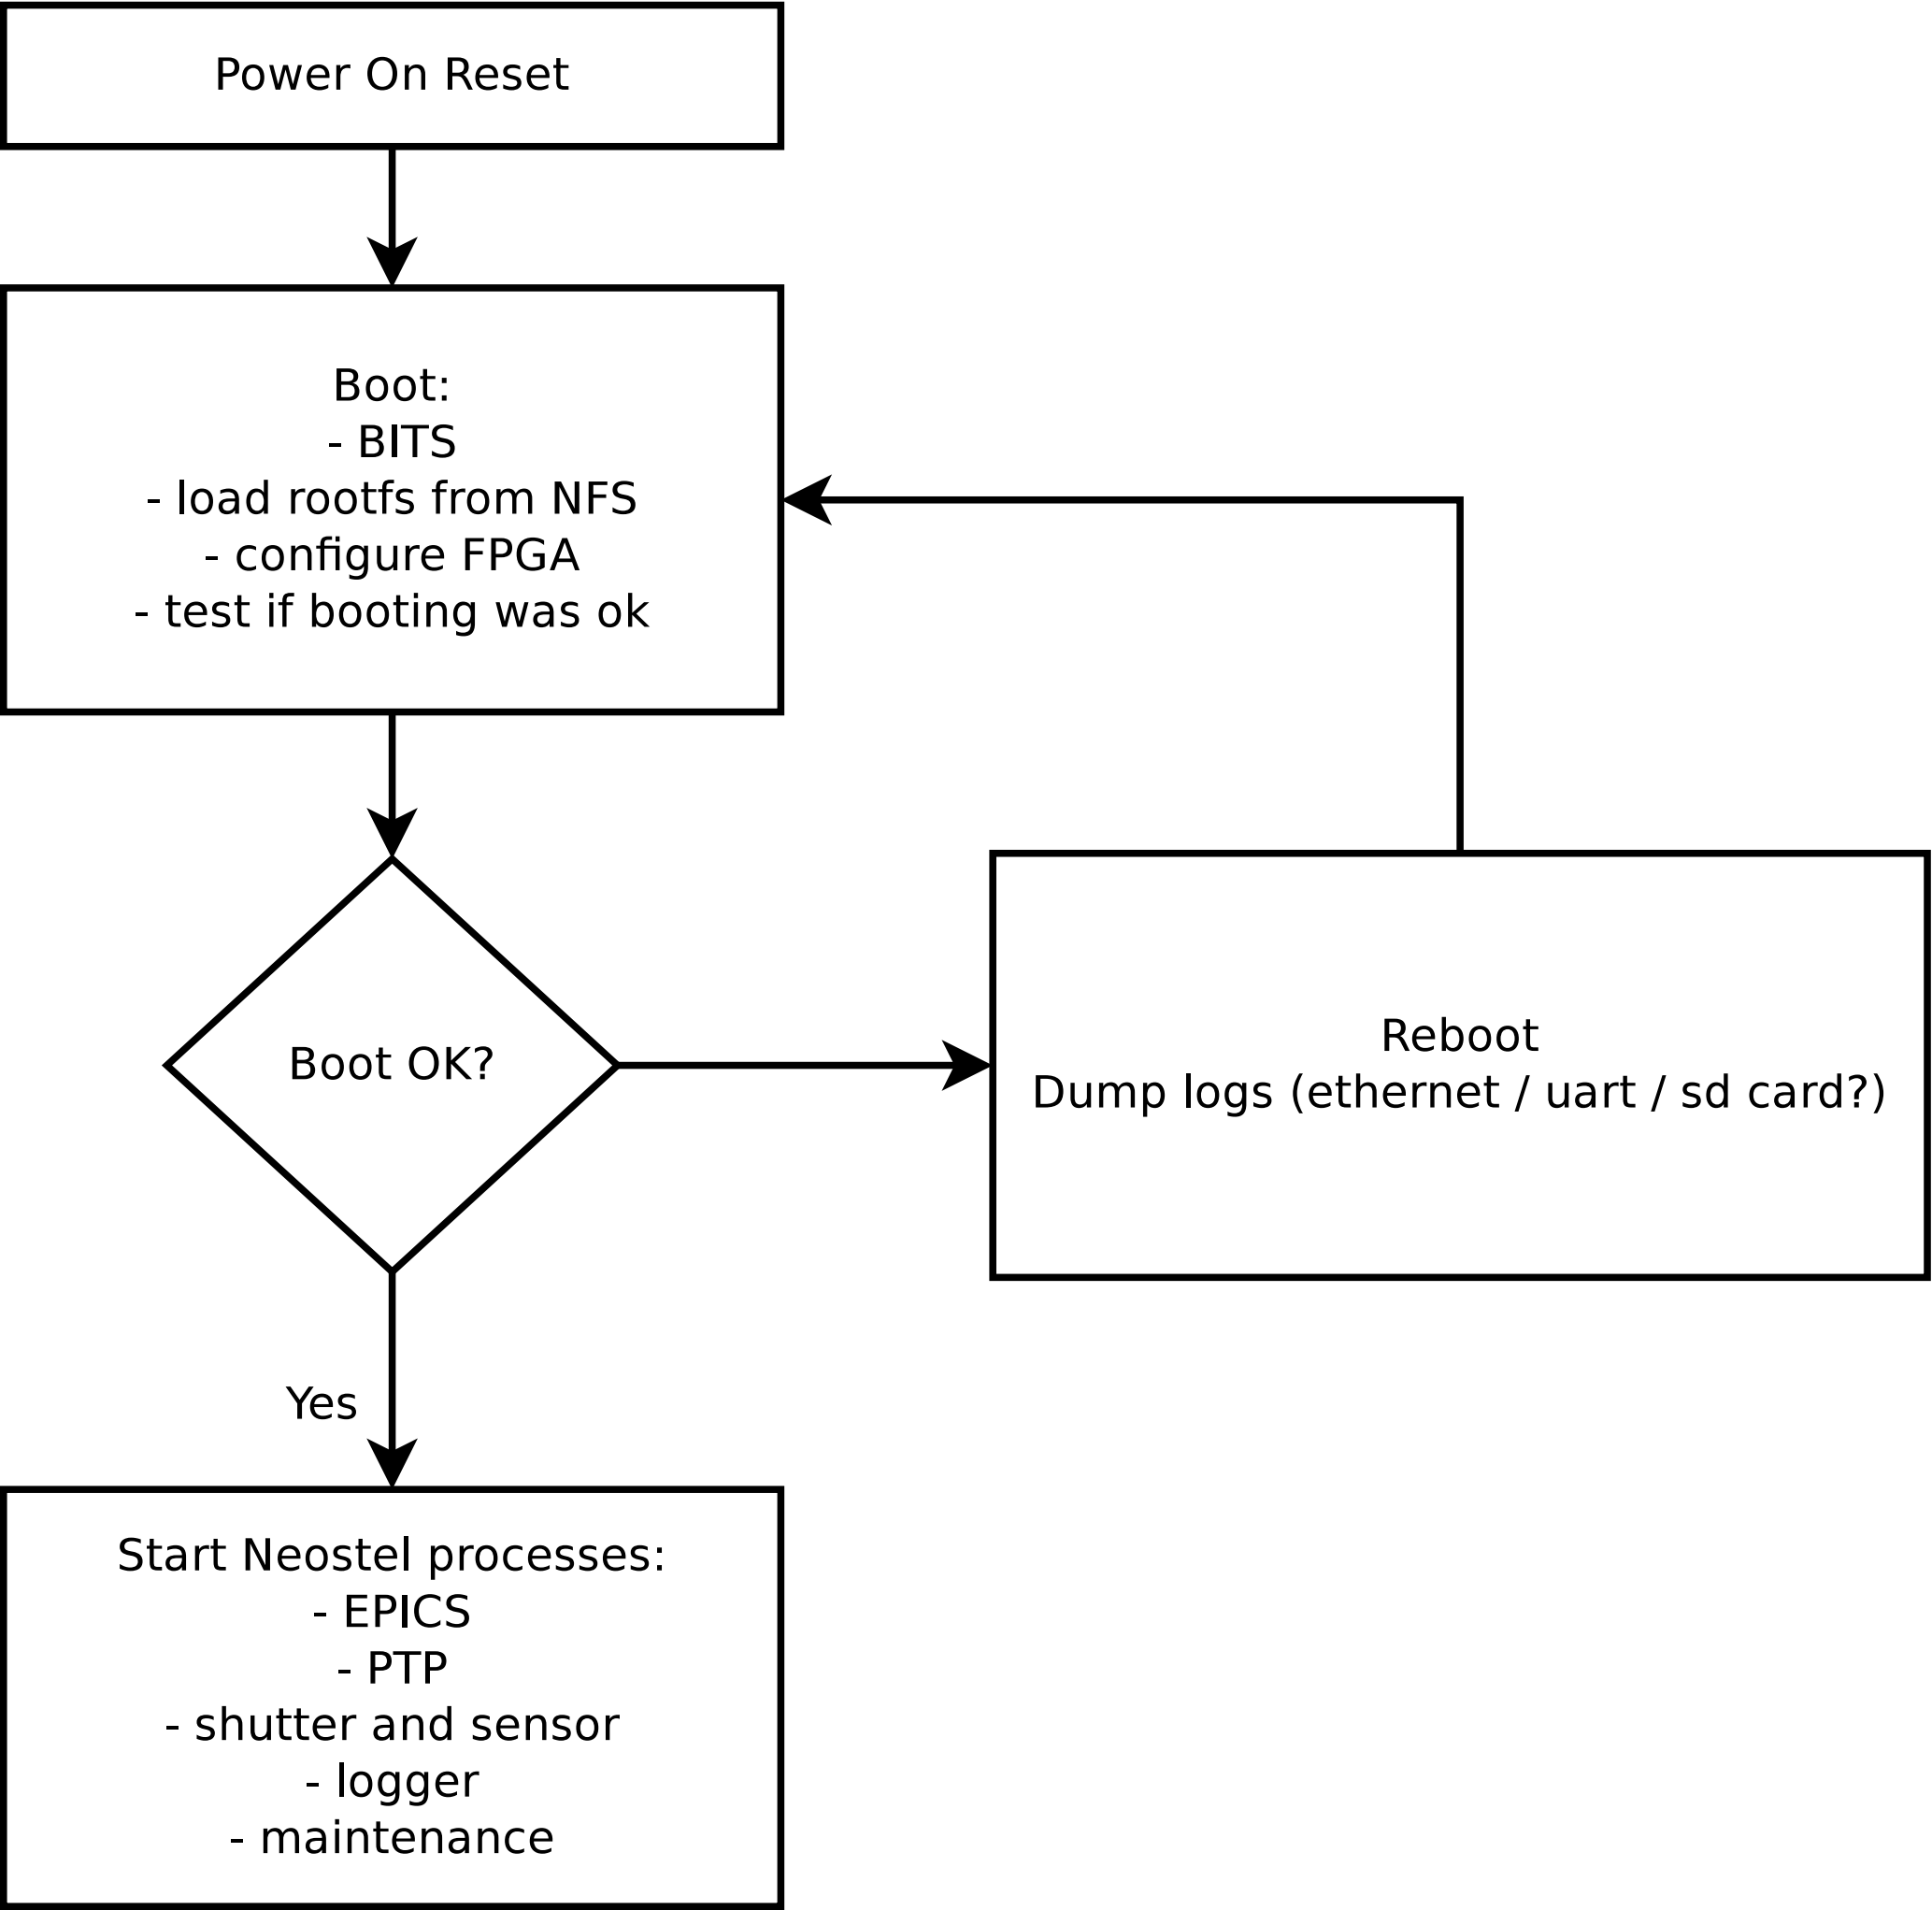 Power On Reset
Boot:
- BITS
- load rootfs from NFS
- configure FPGA
- test if booting was ok
Boot OK?
Reboot
Dump logs (ethernet / uart / sd card?)
Yes
Start Neostel processes:
- EPICS
- PTP
- shutter and sensor
- logger
- maintenance